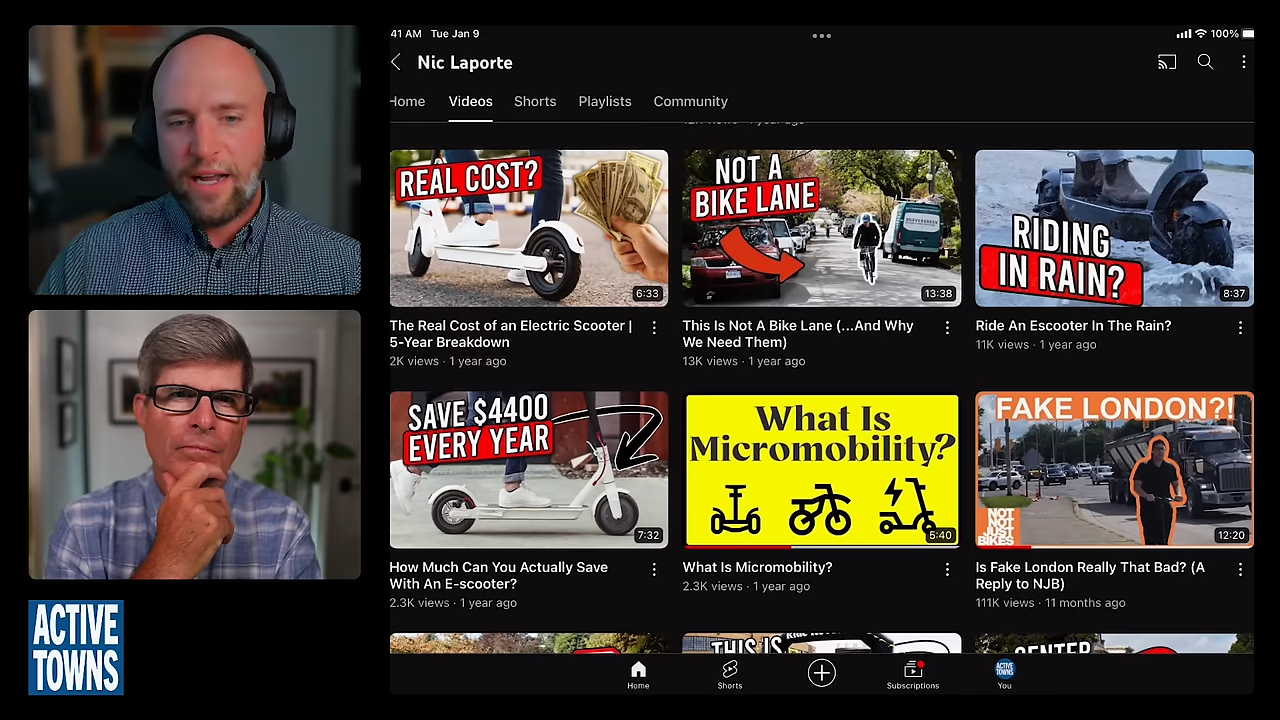 41 AM Tue Jan 9
100%
Nic Laporte
Home Videos Shorts Playlists Community
REAL COST?
6:33
NOT A
BIKE LANE
13:38
RIDING
IN RAIN?
8:37
The Real Cost of an Electric Scooter |
5-Year Breakdown
2K views · 1 year ago
This Is Not A Bike Lane (...And Why
We Need Them)
13K views · 1 year ago
Ride An Escooter In The Rain?
11K views · 1 year ago
SAVE $4400
EVERY YEAR
7:32
What Is
Micromobility?
5:40
FAKE LONDON?!
NOT
NOT
JUST
BIKES
12:20
How Much Can You Actually Save
With An E-scooter?
2.3K views · 1 year ago
What Is Micromobility?
2.3K views · 1 year ago
Is Fake London Really That Bad? (A
Reply to NJB)
111K views · 11 months ago
THIS IS
CENTER
Home
Shorts
Subscriptions
ACTIVE
TOWNS
You
ACTIVE
TOWNS